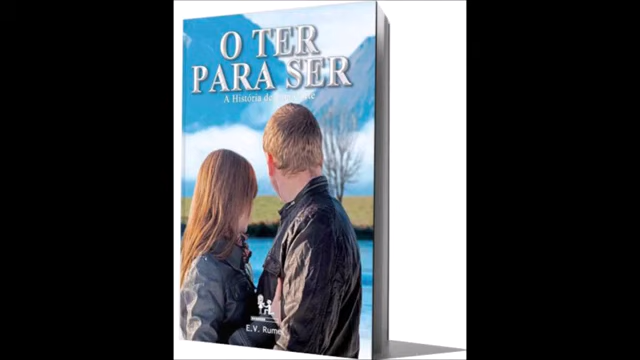 O TER
PARA SER
A História de
E.V.